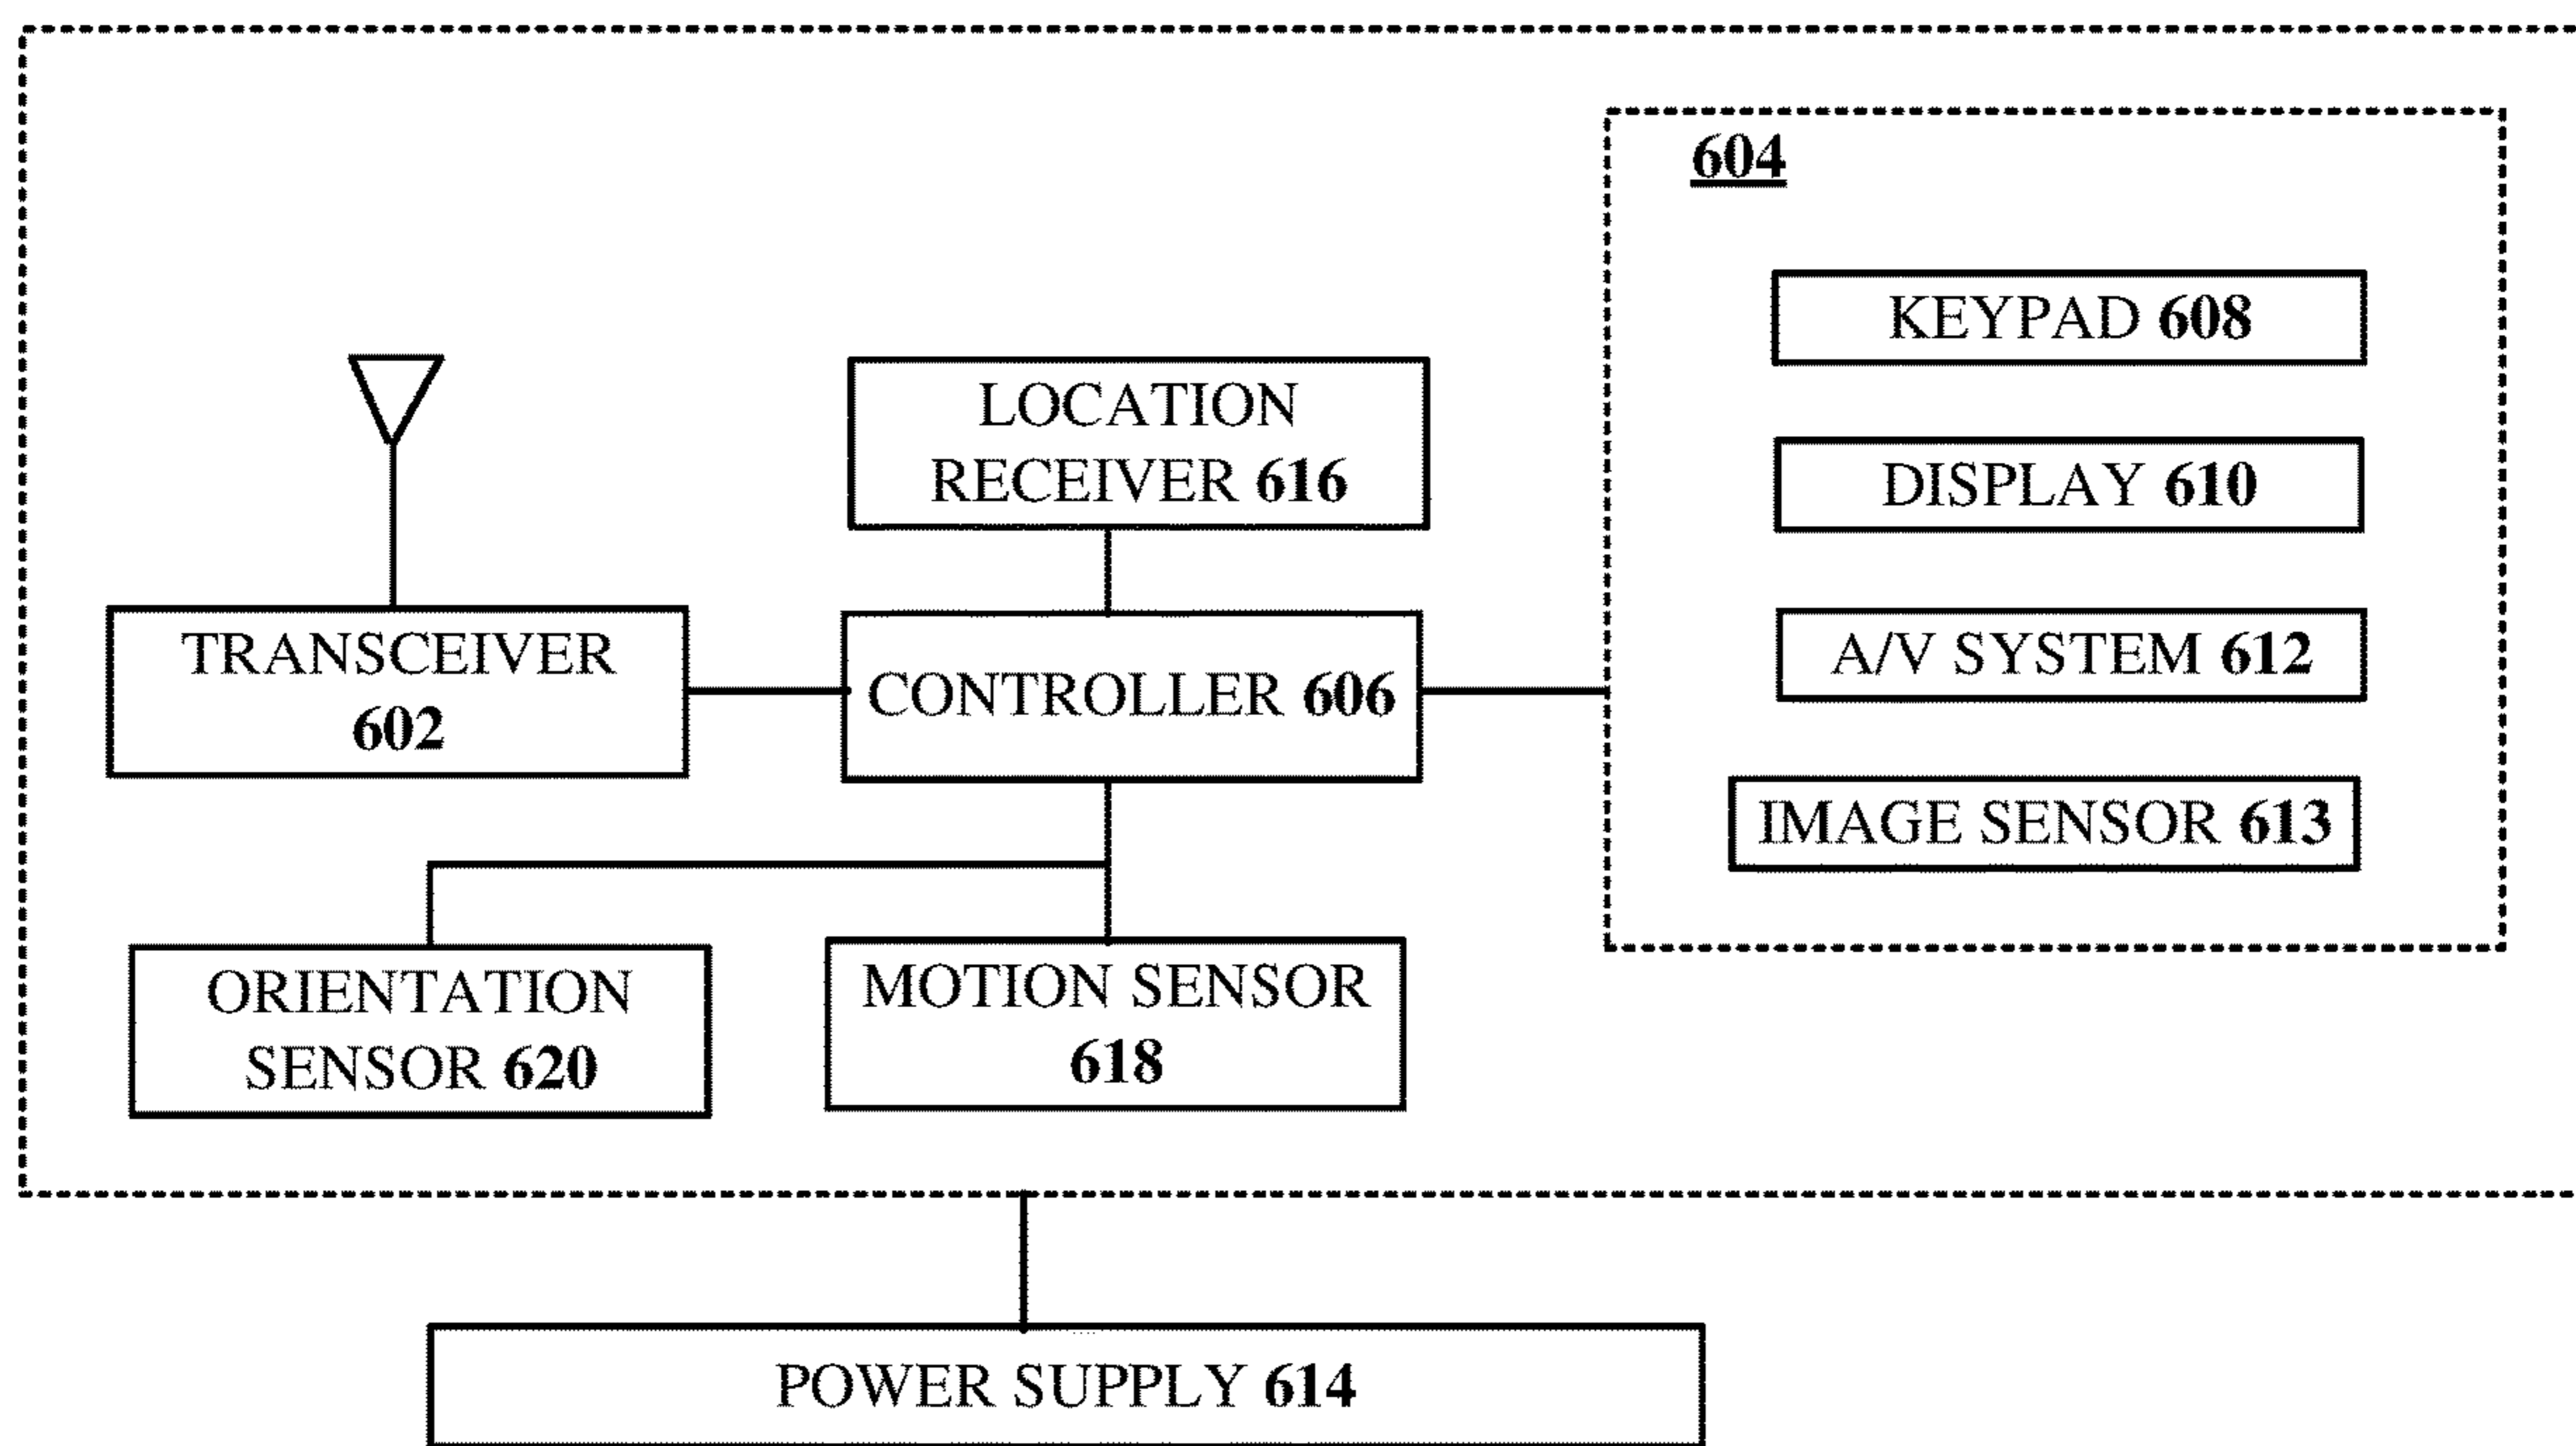 604
KEYPAD 608
LOCATION
RECEIVER 616
DISPLAY 610
TRANSCEIVER
602
CONTROLLER 606
A/V SYSTEM 612
IMAGE SENSOR 613
ORIENTATION
SENSOR 620
MOTION SENSOR
618
POWER SUPPLY 614